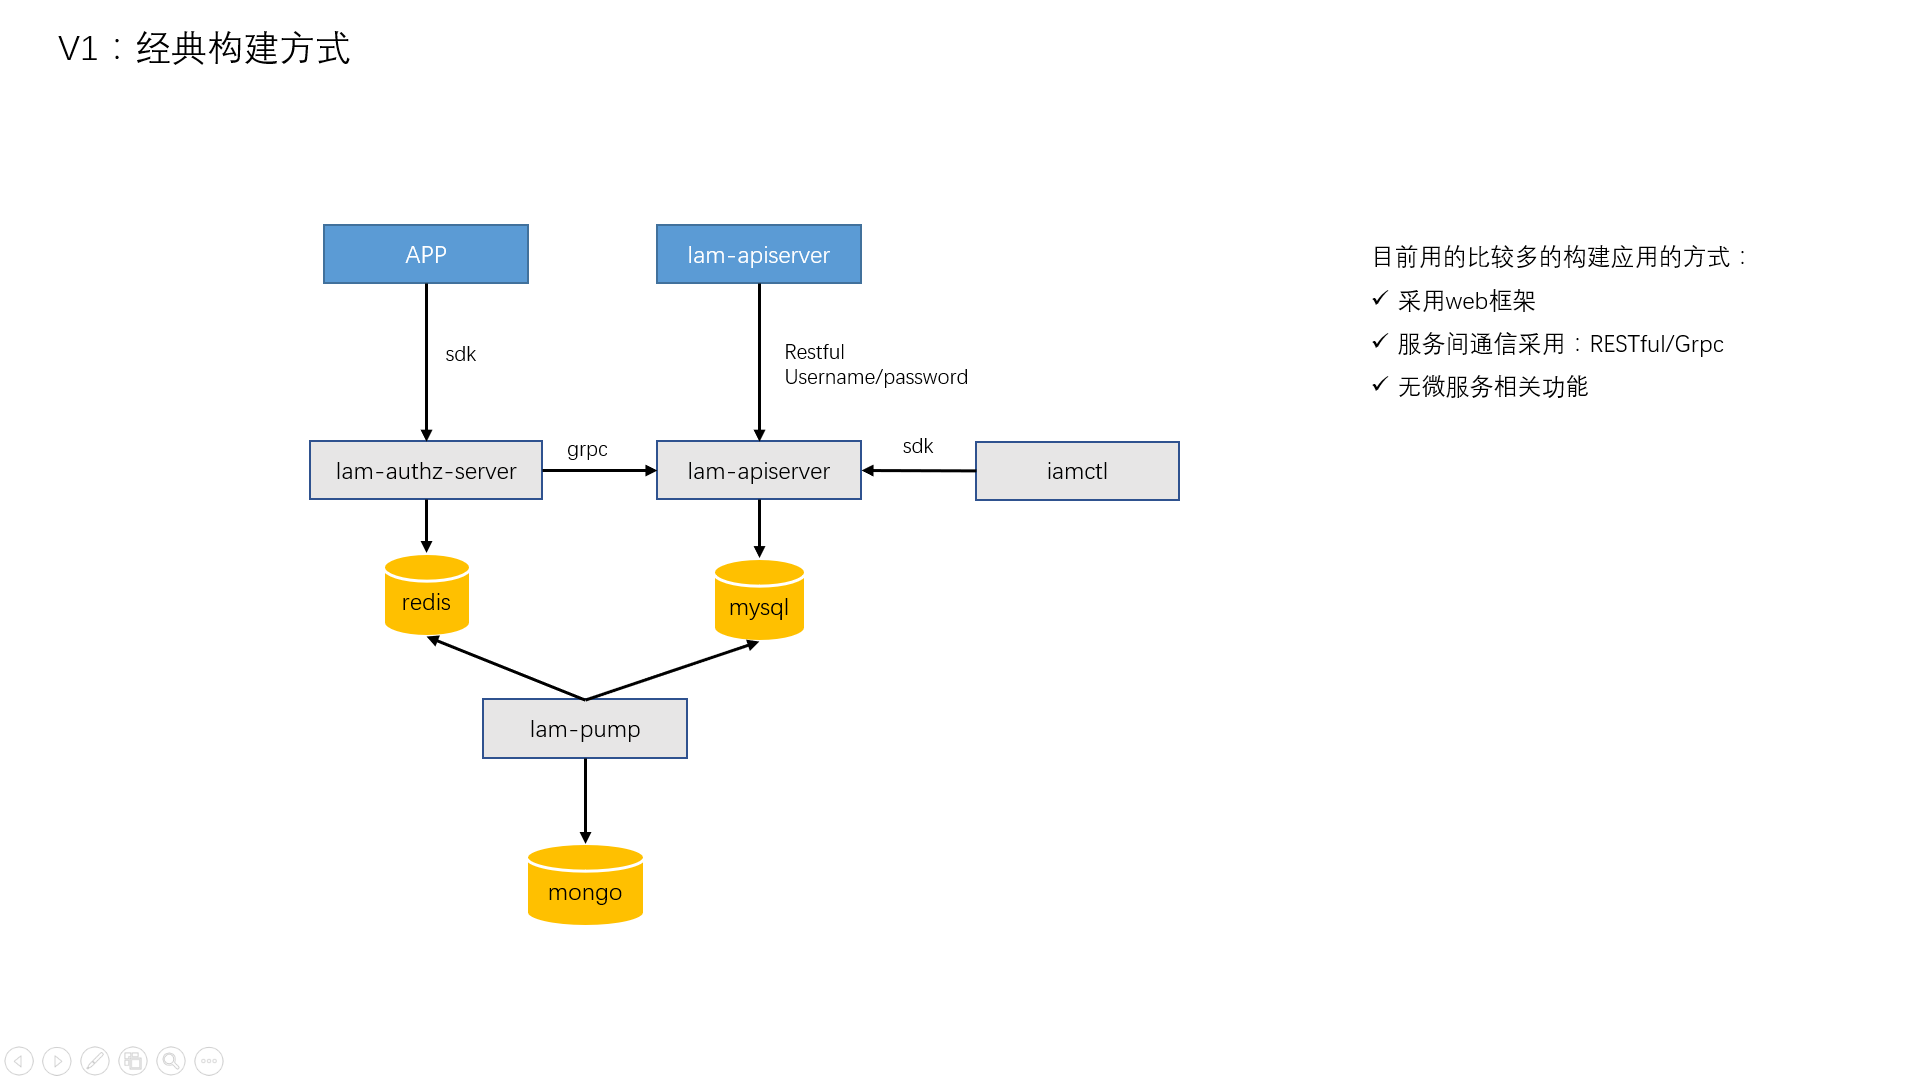 V1：经典构建方式
APP
lam-apiserver
目前用的比较多的构建应用的方式：
采用web框架
服务间通信采用：RESTful/Grpc
无微服务相关功能
sdk
Restful
Username/password
lam-authz-server
grpc
lam-apiserver
sdk
iamctl
redis
mysql
lam-pump
mongo